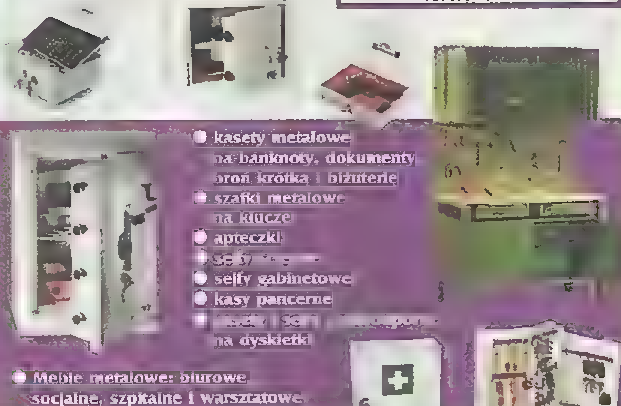 kasety metalowe
na banknoty, dokumenty
broń krótką i biżuterię
szafki metalowe
na klucze
apteczki
sejfy gabinetowe
kasy pancerne
na dyskietki
Meble metalowe: biurowe,
socjalne, szpitalne i warsztatowe